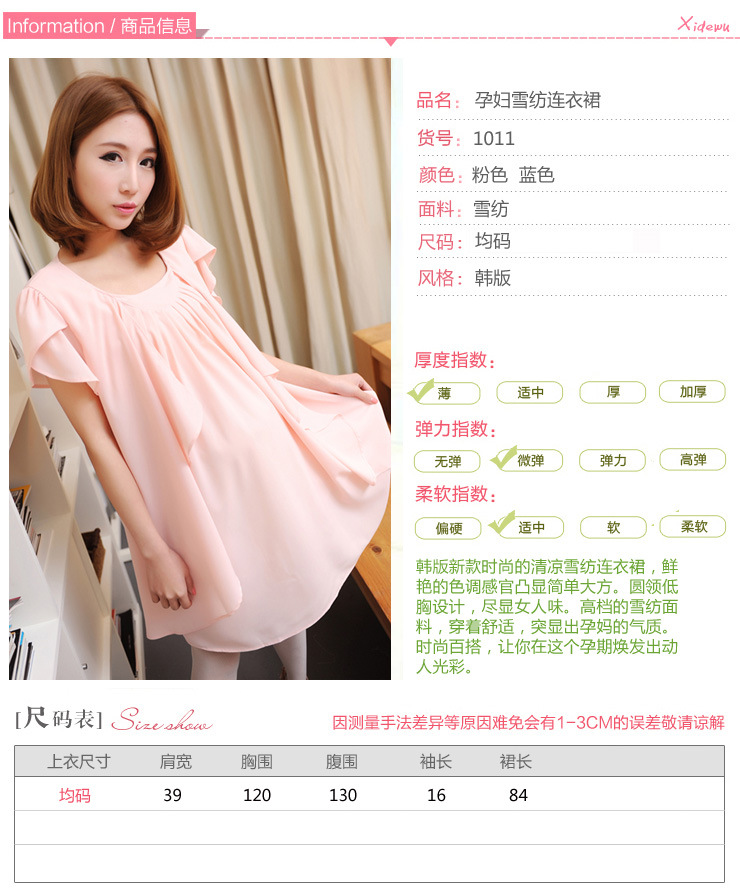 Information / 商品信息
Xidewu
品名：孕妇雪纺连衣裙
货号：1011
颜色：粉色 蓝色
面料：雪纺
尺码：均码
风格：韩版
厚度指数：
薄 适中 厚 加厚
弹力指数：
无弹 微弹 弹力 高弹
柔软指数：
偏硬 适中 软 柔软
韩版新款时尚的清凉雪纺连衣裙，鲜
艳的色调感官凸显简单大方。圆领低
胸设计，尽显女人味。高档的雪纺面
料，穿着舒适，突显出孕妈的气质。
时尚百搭，让你在这个孕期焕发出动
人光彩。
[尺码表] Size show
因测量手法差异等原因难免会有1-3CM的误差敬请谅解
上衣尺寸 肩宽 胸围 腹围 袖长 裙长
均码 39 120 130 16 84